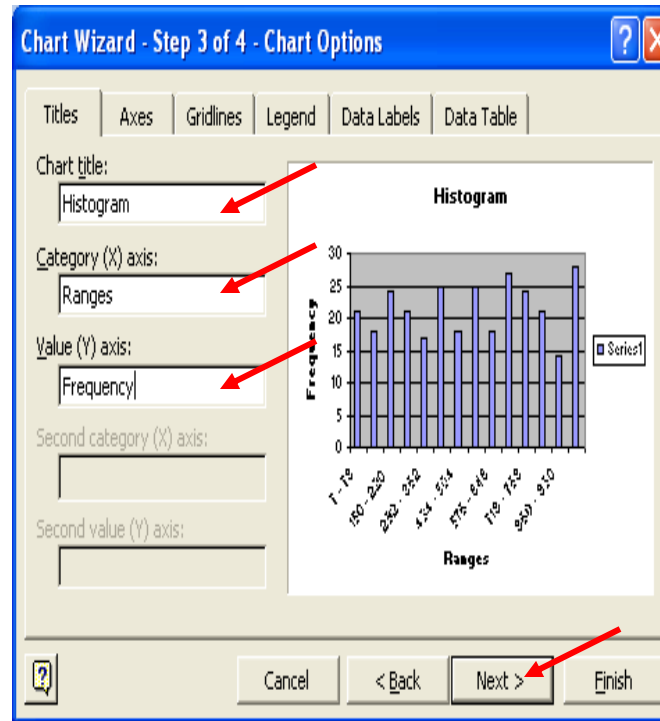 Chart Wizard - Step 3 of 4 - Chart Options
Titles
Axes
Gridlines
Legend
Data Labels
Data Table
Chart title:
Histogram
Category (X) axis:
Ranges
Value (Y) axis:
Frequency
Second category (X) axis:
Second value (Y) axis:
Histogram
Frequency
30
25
20
15
10
5
0
Ranges
Series1
Cancel
< Back
Next >
Finish